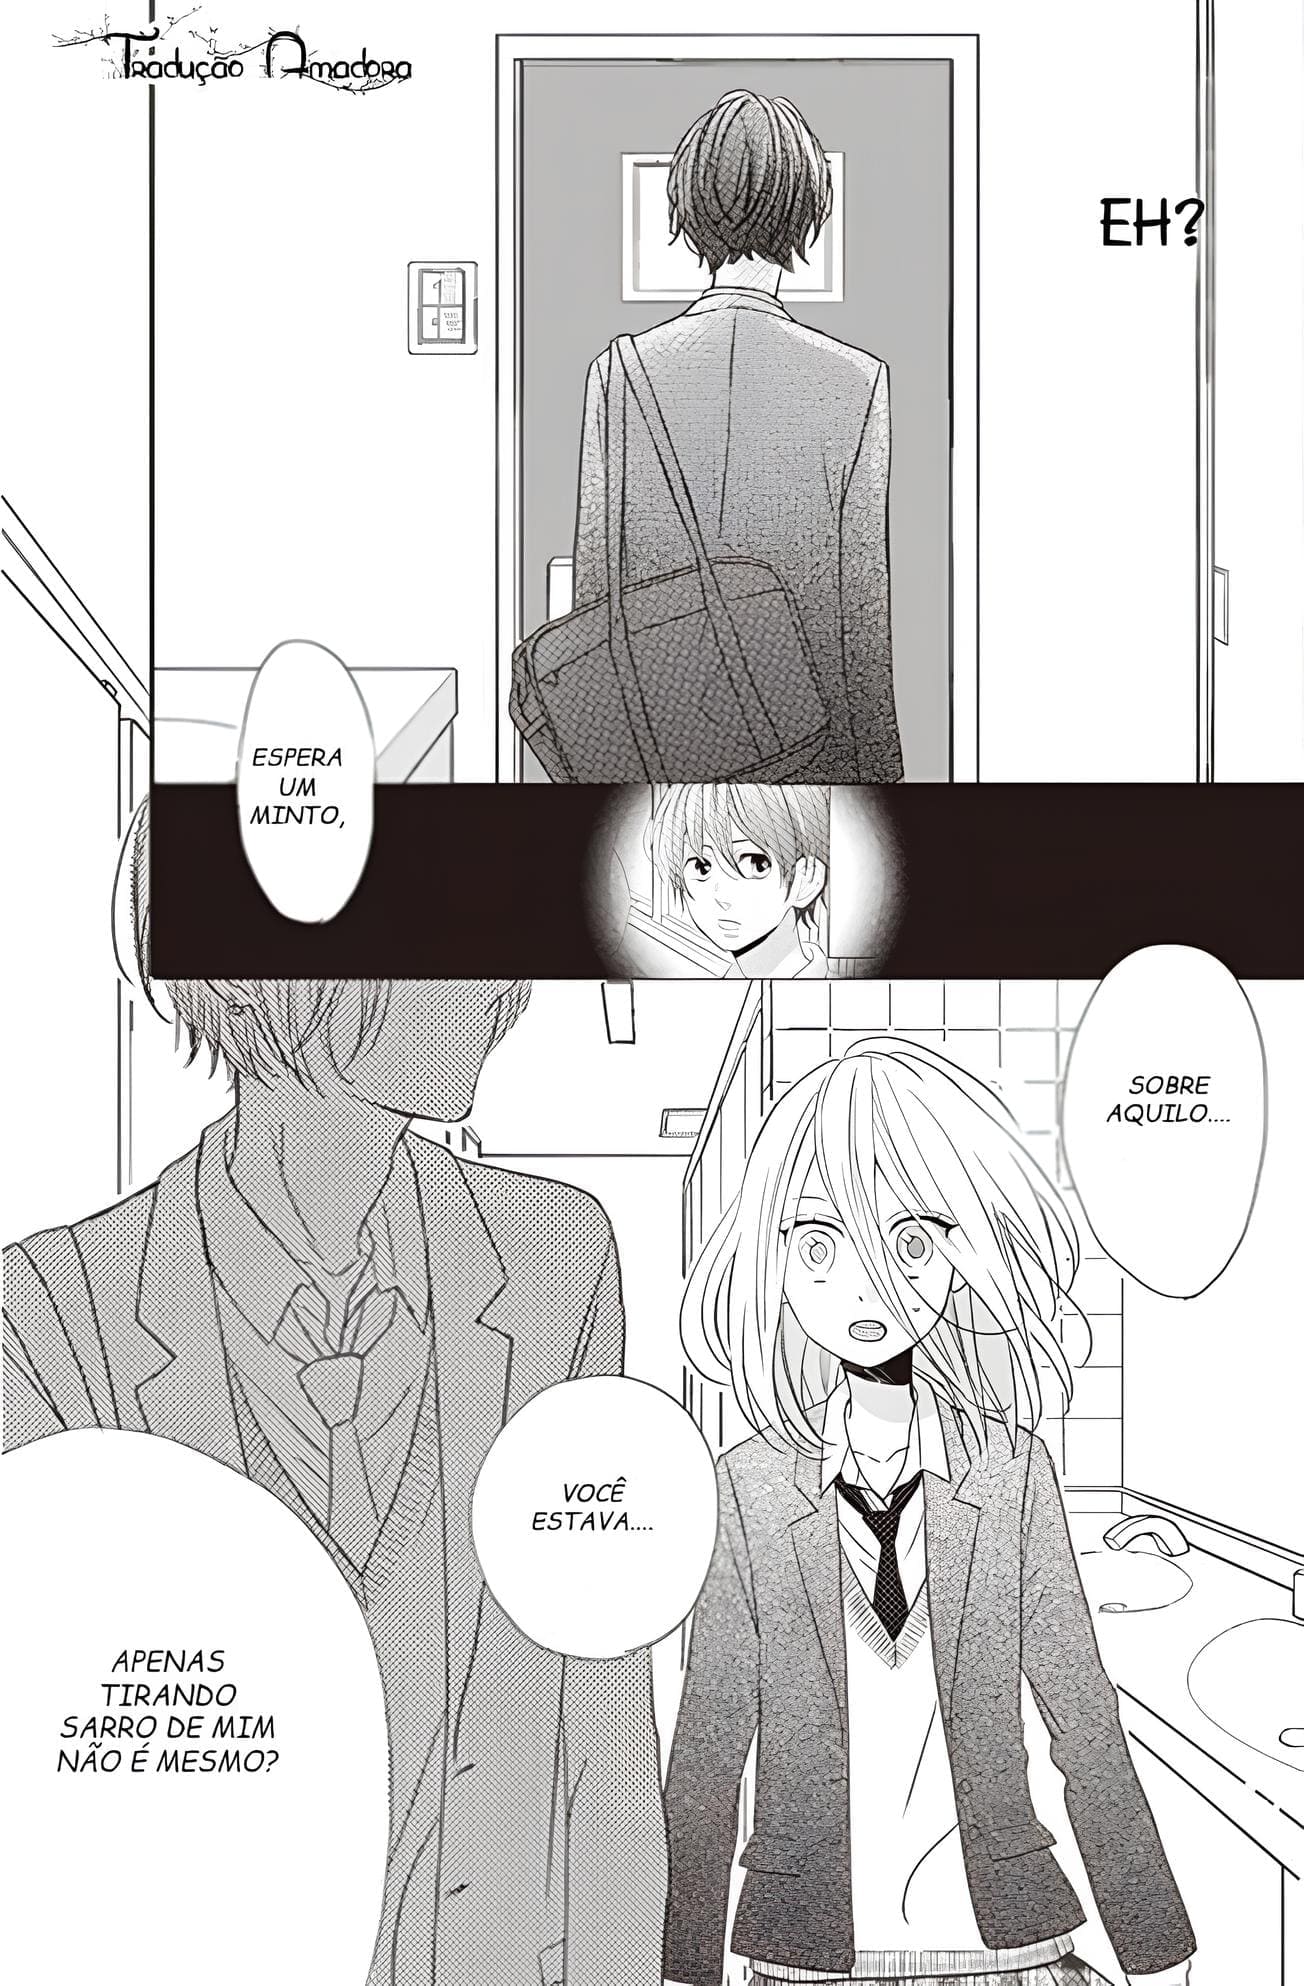 Tradução Amadora
EH?
ESPERA
UM
MINTO,
SOBRE
AQUILO....
VOCÊ
ESTAVA....
APENAS
TIRANDO
SARRO DE MIM
NÃO É MESMO?